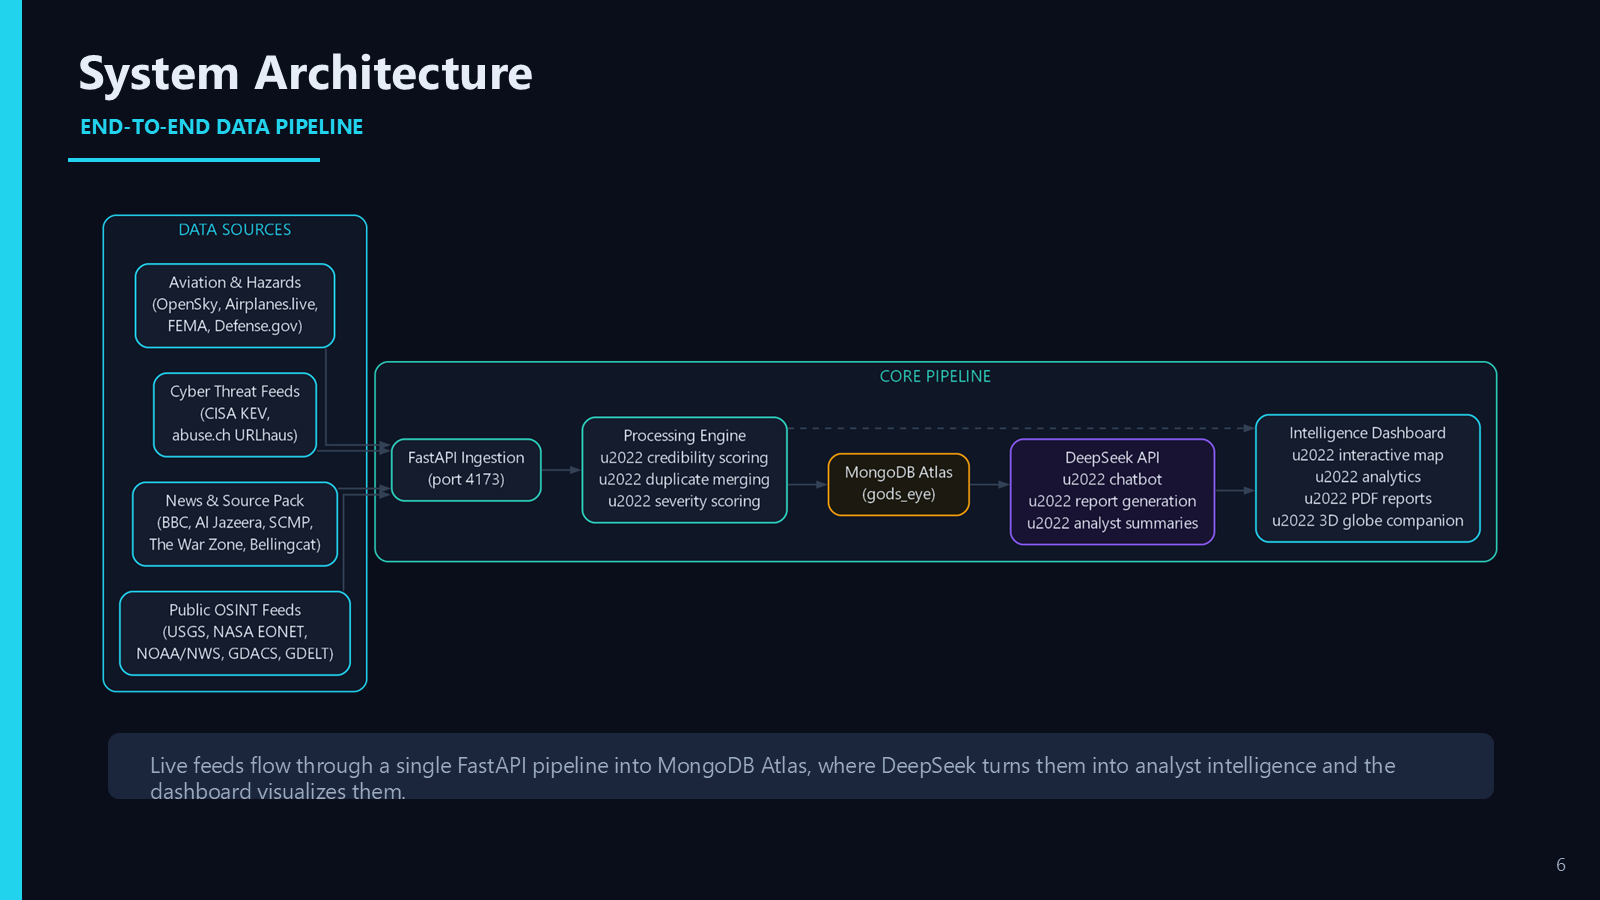 System Architecture
END-TO-END DATA PIPELINE
DATA SOURCES
Aviation & Hazards
(OpenSky, Airplanes.live,
FEMA, Defense.gov)
Cyber Threat Feeds
(CISA KEV,
abuse.ch URLhaus)
News & Source Pack
(BBC, Al Jazeera, SCMP,
The War Zone, Bellingcat)
Public OSINT Feeds
(USGS, NASA EONET,
NOAA/NWS, GDACS, GDELT)
CORE PIPELINE
FastAPI Ingestion
(port 4173)
Processing Engine
u2022 credibility scoring
u2022 duplicate merging
u2022 severity scoring
MongoDB Atlas
(gods_eye)
DeepSeek API
u2022 chatbot
u2022 report generation
u2022 analyst summaries
Intelligence Dashboard
u2022 interactive map
u2022 analytics
u2022 PDF reports
u2022 3D globe companion
Live feeds flow through a single FastAPI pipeline into MongoDB Atlas, where DeepSeek turns them into analyst intelligence and the
dashboard visualizes them.
6